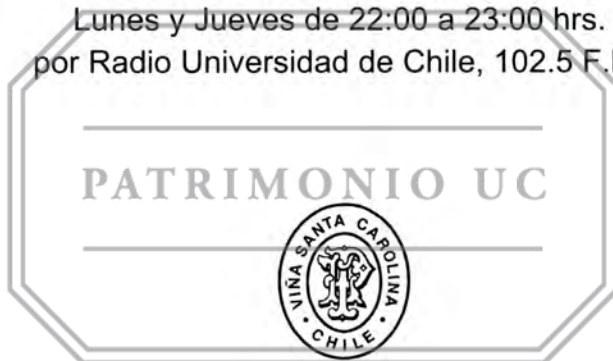 Lunes y Jueves de 22:00 a 23:00 hrs.
por Radio Universidad de Chile, 102.5 F.
PATRIMONIO UC
VIÑA SANTA CAROLINA
• CHILE •